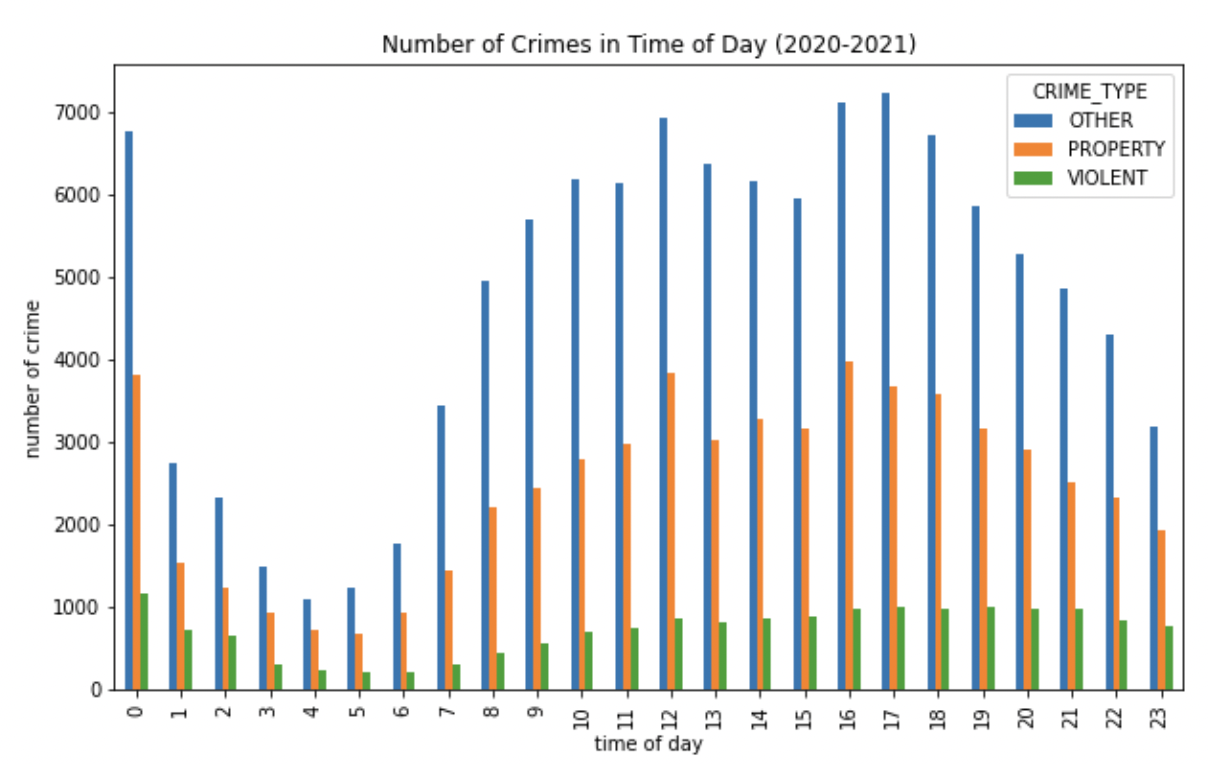 Number of Crimes in Time of Day (2020-2021)
CRIME_TYPE
OTHER
PROPERTY
VIOLENT
7000
6000
5000
4000
3000
2000
1000
0
number of crime
0 1 2 3 4 5 6 7 8 9 10 11 12 13 14 15 16 17 18 19 20 21 22 23
time of day